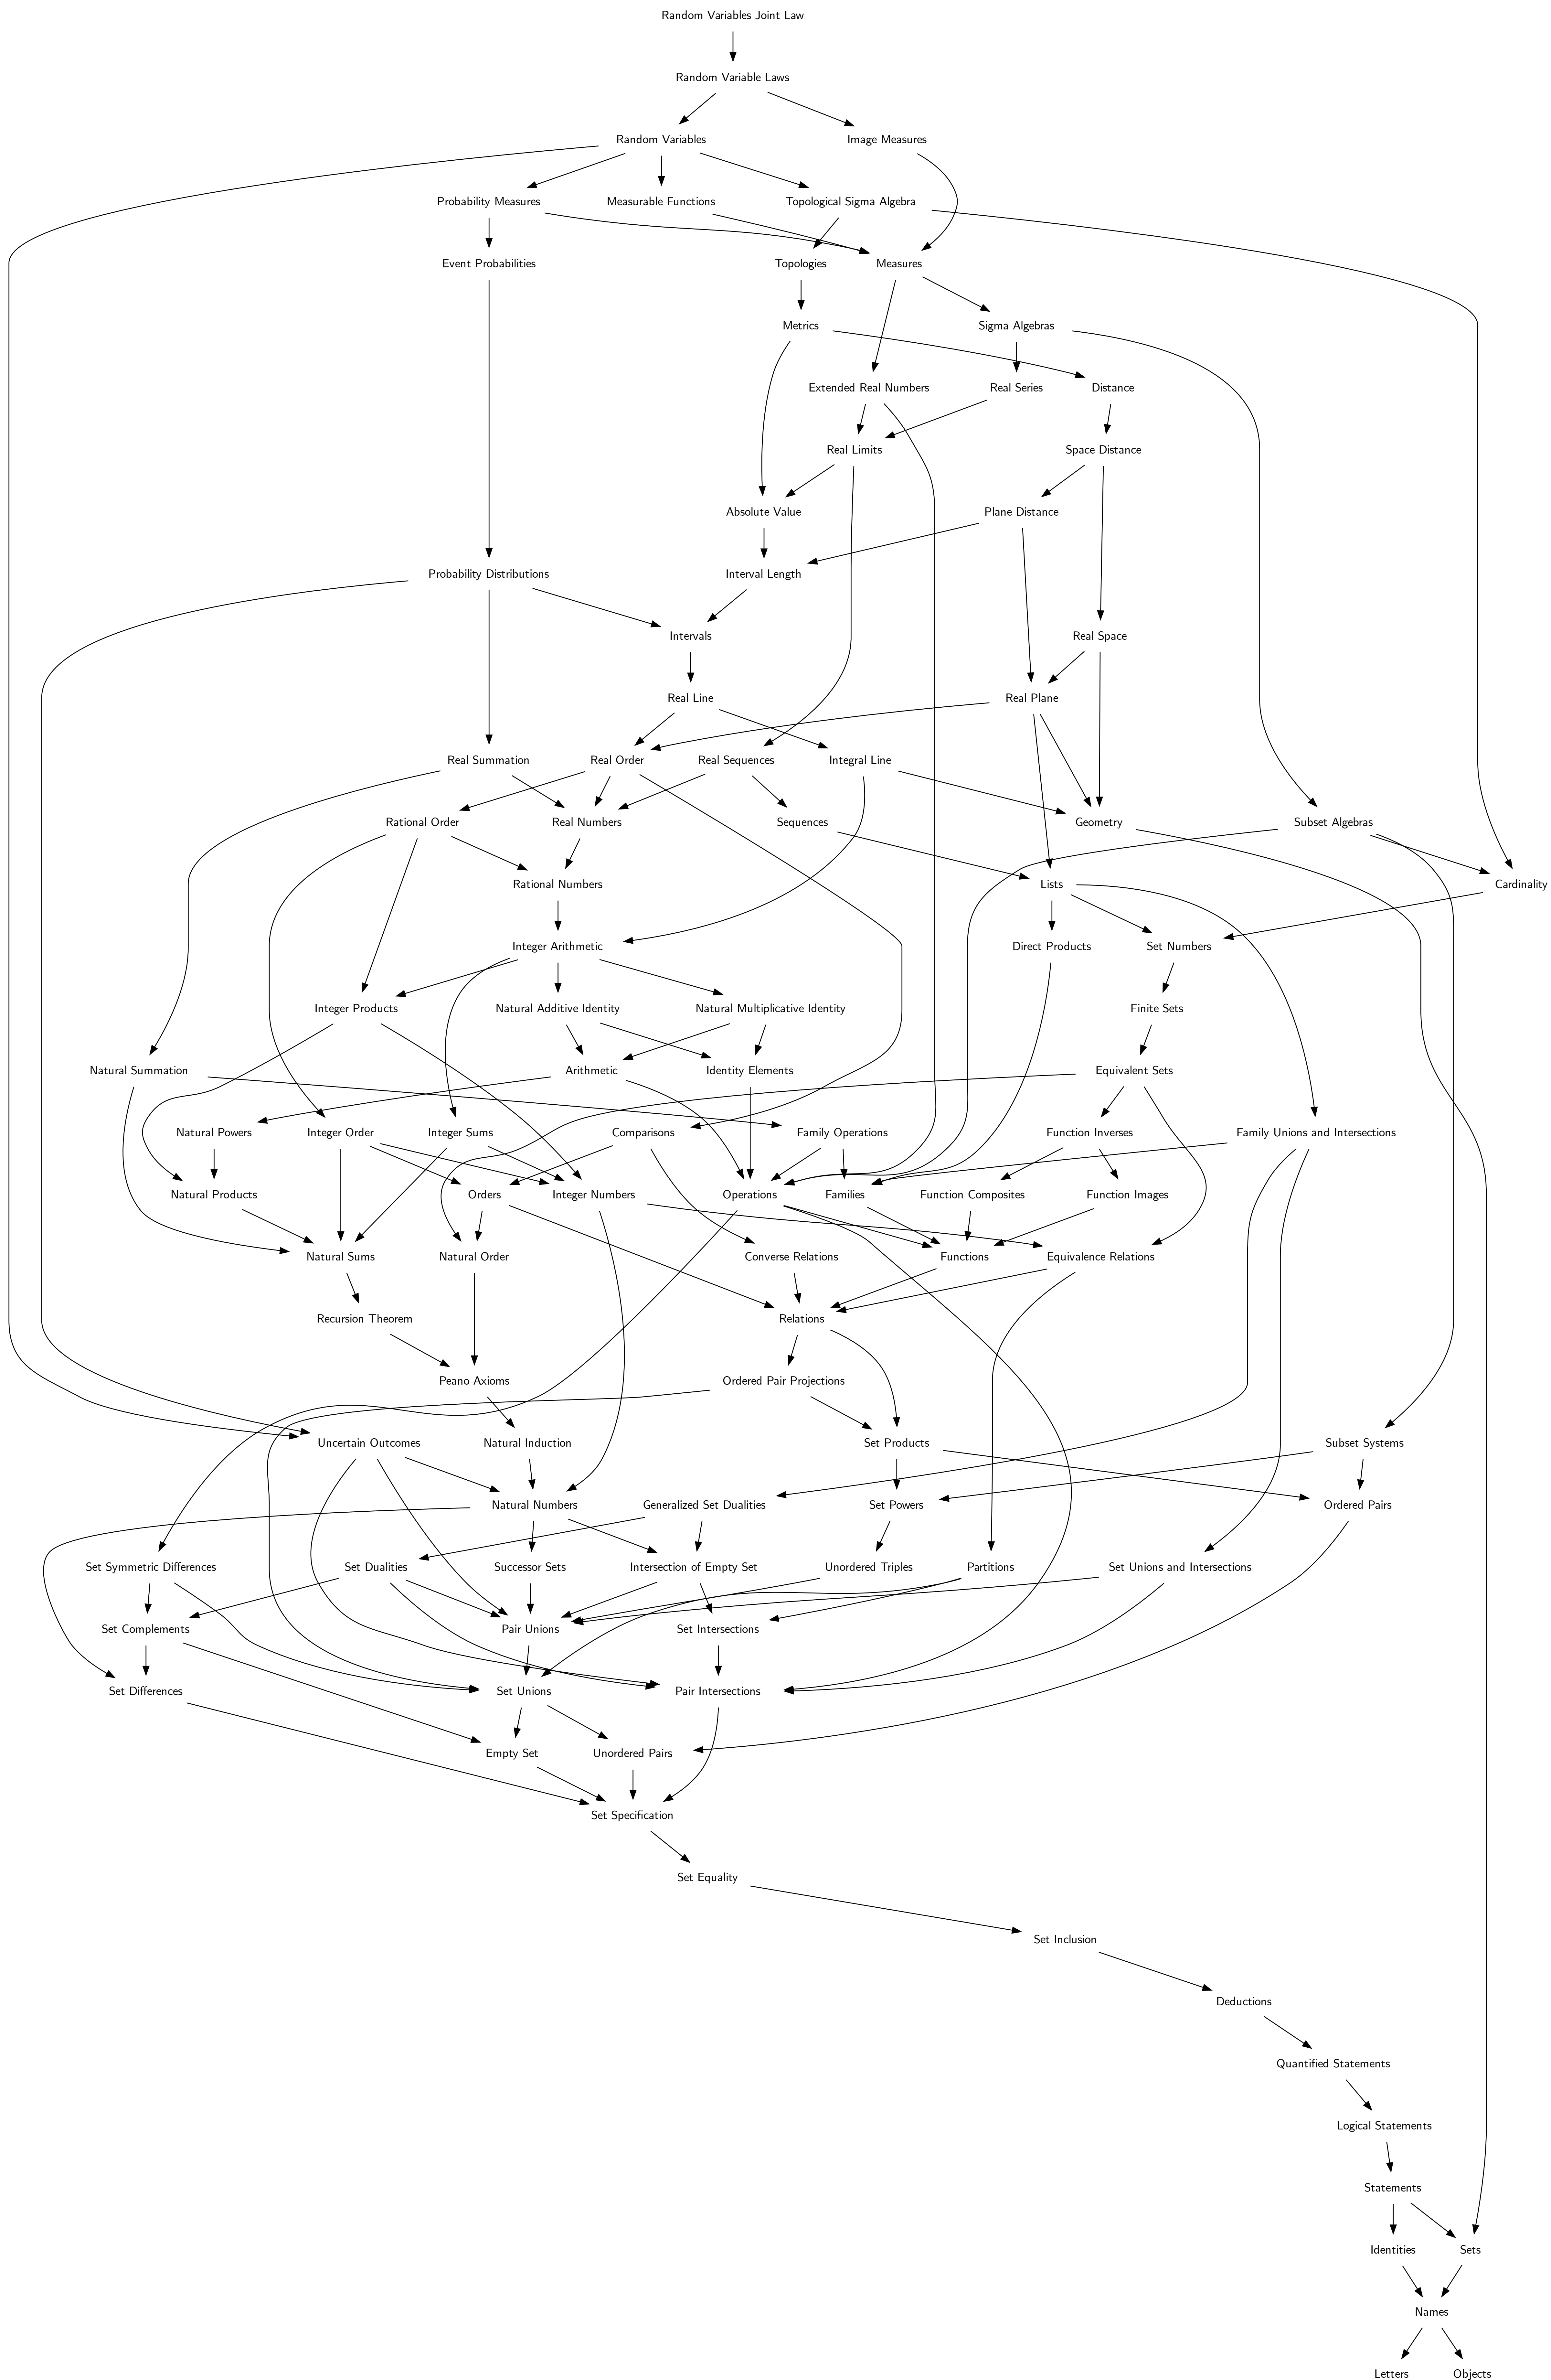 Random Variables Joint Law
Random Variable Laws
Random Variables
Image Measures
Probability Measures
Measurable Functions
Topological Sigma Algebra
Event Probabilities
Topologies
Measures
Metrics
Sigma Algebras
Extended Real Numbers
Real Series
Distance
Real Limits
Space Distance
Absolute Value
Plane Distance
Probability Distributions
Interval Length
Intervals
Real Space
Real Line
Real Plane
Real Summation
Real Order
Real Sequences
Integral Line
Rational Order
Real Numbers
Sequences
Geometry
Subset Algebras
Rational Numbers
Lists
Cardinality
Integer Arithmetic
Direct Products
Set Numbers
Integer Products
Natural Additive Identity
Natural Multiplicative Identity
Finite Sets
Natural Summation
Arithmetic
Identity Elements
Equivalent Sets
Natural Powers
Integer Order
Integer Sums
Comparisons
Family Operations
Function Inverses
Family Unions and Intersections
Natural Products
Orders
Integer Numbers
Operations
Families
Function Composites
Function Images
Natural Sums
Natural Order
Converse Relations
Functions
Equivalence Relations
Recursion Theorem
Relations
Peano Axioms
Ordered Pair Projections
Uncertain Outcomes
Natural Induction
Set Products
Subset Systems
Natural Numbers
Generalized Set Dualities
Set Powers
Ordered Pairs
Set Symmetric Differences
Set Dualities
Successor Sets
Intersection of Empty Set
Unordered Triples
Partitions
Set Unions and Intersections
Set Complements
Pair Unions
Set Intersections
Set Differences
Set Unions
Pair Intersections
Empty Set
Unordered Pairs
Set Specification
Set Equality
Set Inclusion
Deductions
Quantified Statements
Logical Statements
Statements
Identities
Sets
Names
Letters
Objects